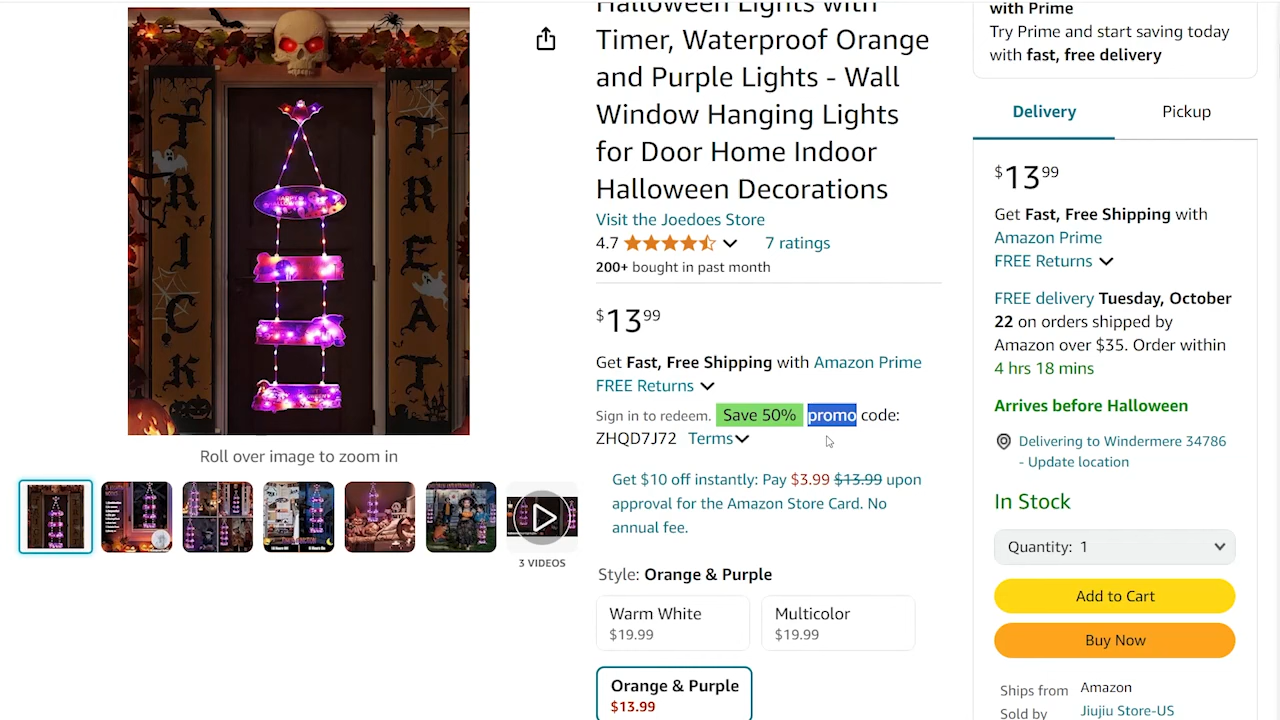 Halloween Lights with
Timer, Waterproof Orange
and Purple Lights - Wall
Window Hanging Lights
for Door Home Indoor
Halloween Decorations
Visit the Joedoes Store
4.7 7 ratings
200+ bought in past month
$13 99
Get Fast, Free Shipping with Amazon Prime
FREE Returns
Sign in to redeem. Save 50% promo code:
ZHQD7J72 Terms
Get $10 off instantly: Pay $3.99 $13.99 upon
approval for the Amazon Store Card. No
annual fee.
Style: Orange & Purple
Warm White
$19.99
Multicolor
$19.99
Orange & Purple
$13.99
TRICK
TREAT
Roll over image to zoom in
3 VIDEOS
with Prime
Try Prime and start saving today
with fast, free delivery
Delivery
Pickup
$13 99
Get Fast, Free Shipping with
Amazon Prime
FREE Returns
FREE delivery Tuesday, October
22 on orders shipped by
Amazon over $35. Order within
4 hrs 18 mins
Arrives before Halloween
Delivering to Windermere 34786
- Update location
In Stock
Quantity: 1
Add to Cart
Buy Now
Ships from Amazon
Sold by Jiujiu Store-US